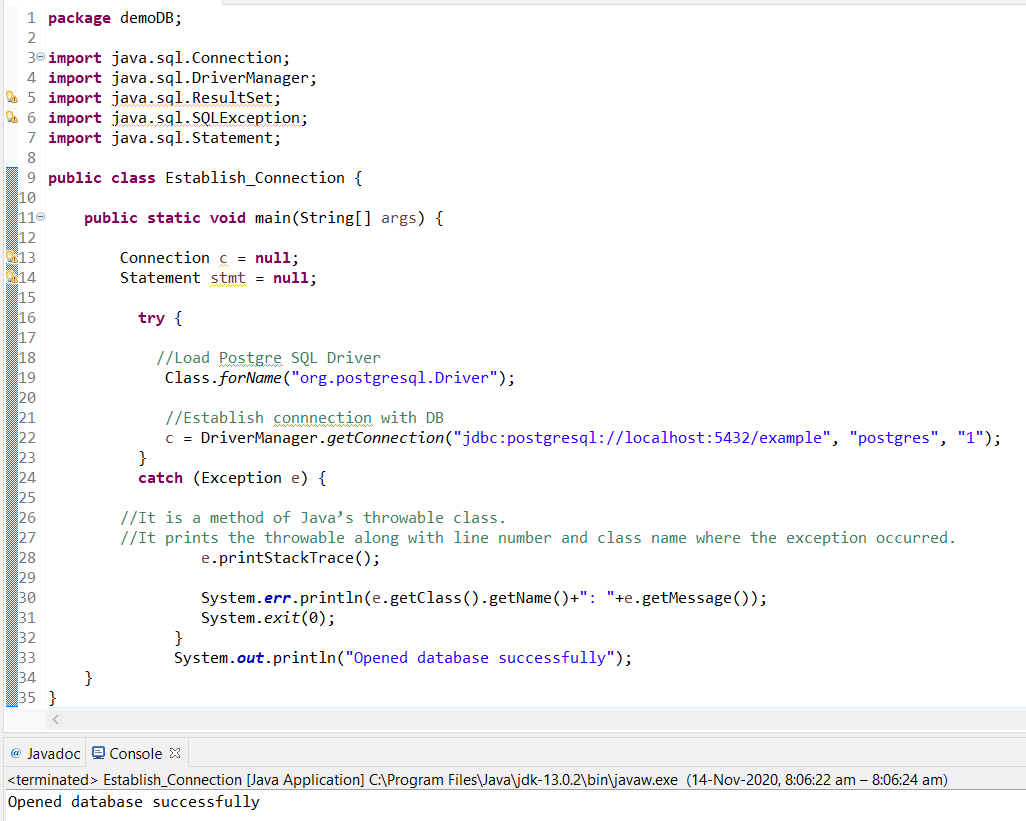 1 package demoDB;
2
3 import java.sql.Connection;
4 import java.sql.DriverManager;
5 import java.sql.ResultSet;
6 import java.sql.SQLException;
7 import java.sql.Statement;
8
9 public class Establish_Connection {
10
11 public static void main(String[] args) {
12
13 Connection c = null;
14 Statement stmt = null;
15
16 try {
17
18 //Load Postgre SQL Driver
19 Class.forName("org.postgresql.Driver");
20
21 //Establish connnection with DB
22 c = DriverManager.getConnection("jdbc:postgresql://localhost:5432/example", "postgres", "1");
23 }
24 catch (Exception e) {
25
26 //It is a method of Java’s throwable class.
27 //It prints the throwable along with line number and class name where the exception occurred.
28 e.printStackTrace();
29
30 System.err.println(e.getClass().getName()+": "+e.getMessage());
31 System.exit(0);
32 }
33 System.out.println("Opened database successfully");
34 }
35 }
@ Javadoc Console
<terminated> Establish_Connection [Java Application] C:\Program Files\Java\jdk-13.0.2\bin\javaw.exe (14-Nov-2020, 8:06:22 am – 8:06:24 am)
Opened database successfully